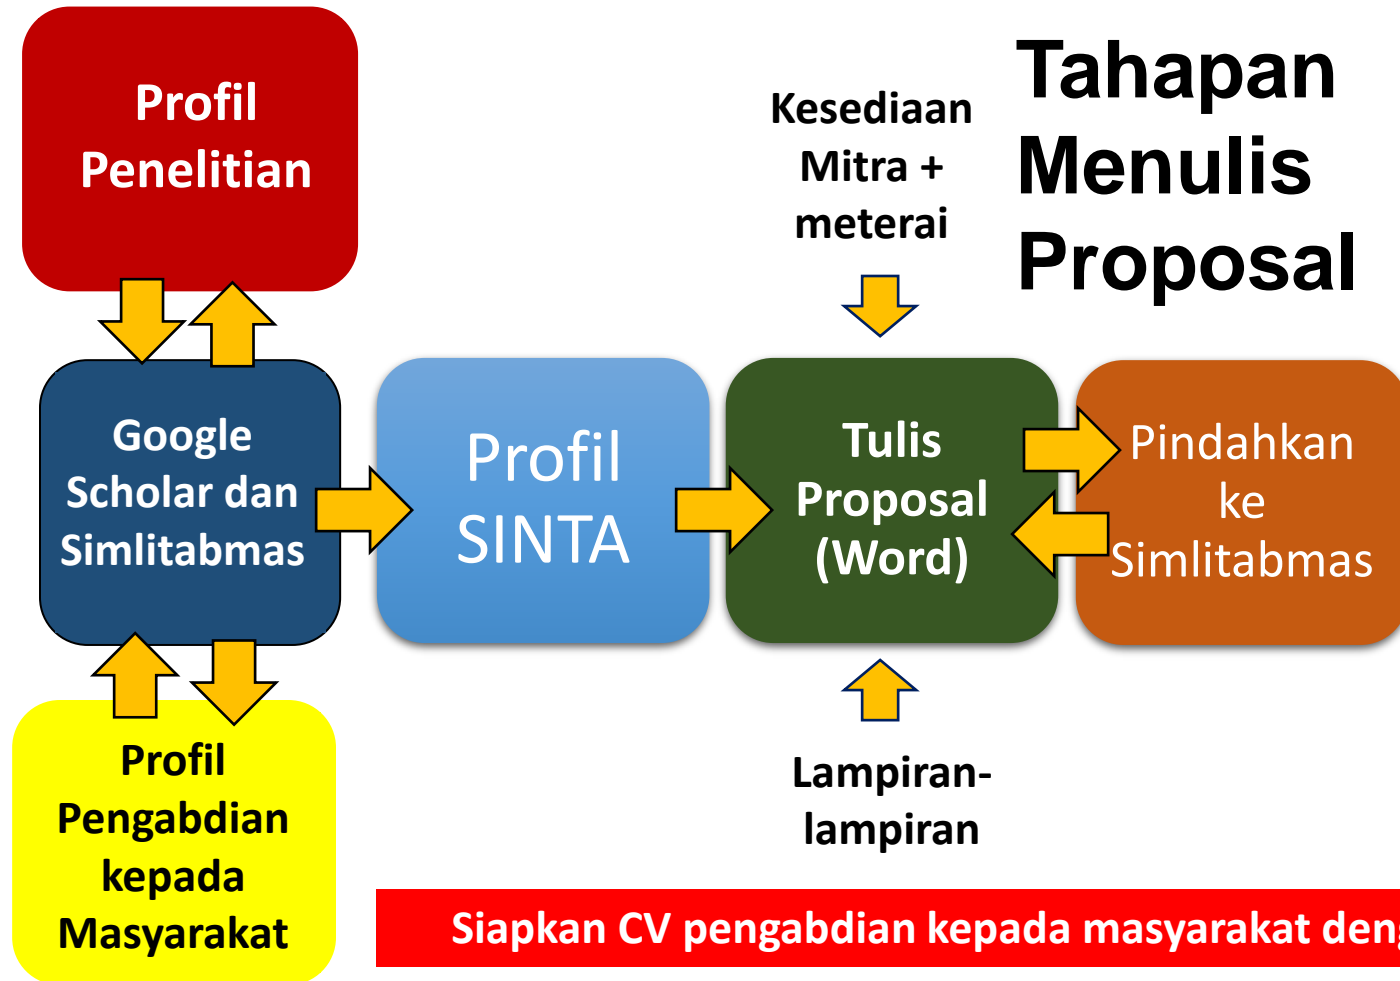 Tahapan
Menulis
Proposal
Profil
Penelitian
Kesediaan
Mitra +
meterai
Google
Scholar dan
Simlitabmas
Profil
SINTA
Tulis
Proposal
(Word)
Pindahkan
ke
Simlitabmas
Profil
Pengabdian
kepada
Masyarakat
Lampiran-
lampiran
Siapkan CV pengabdian kepada masyarakat